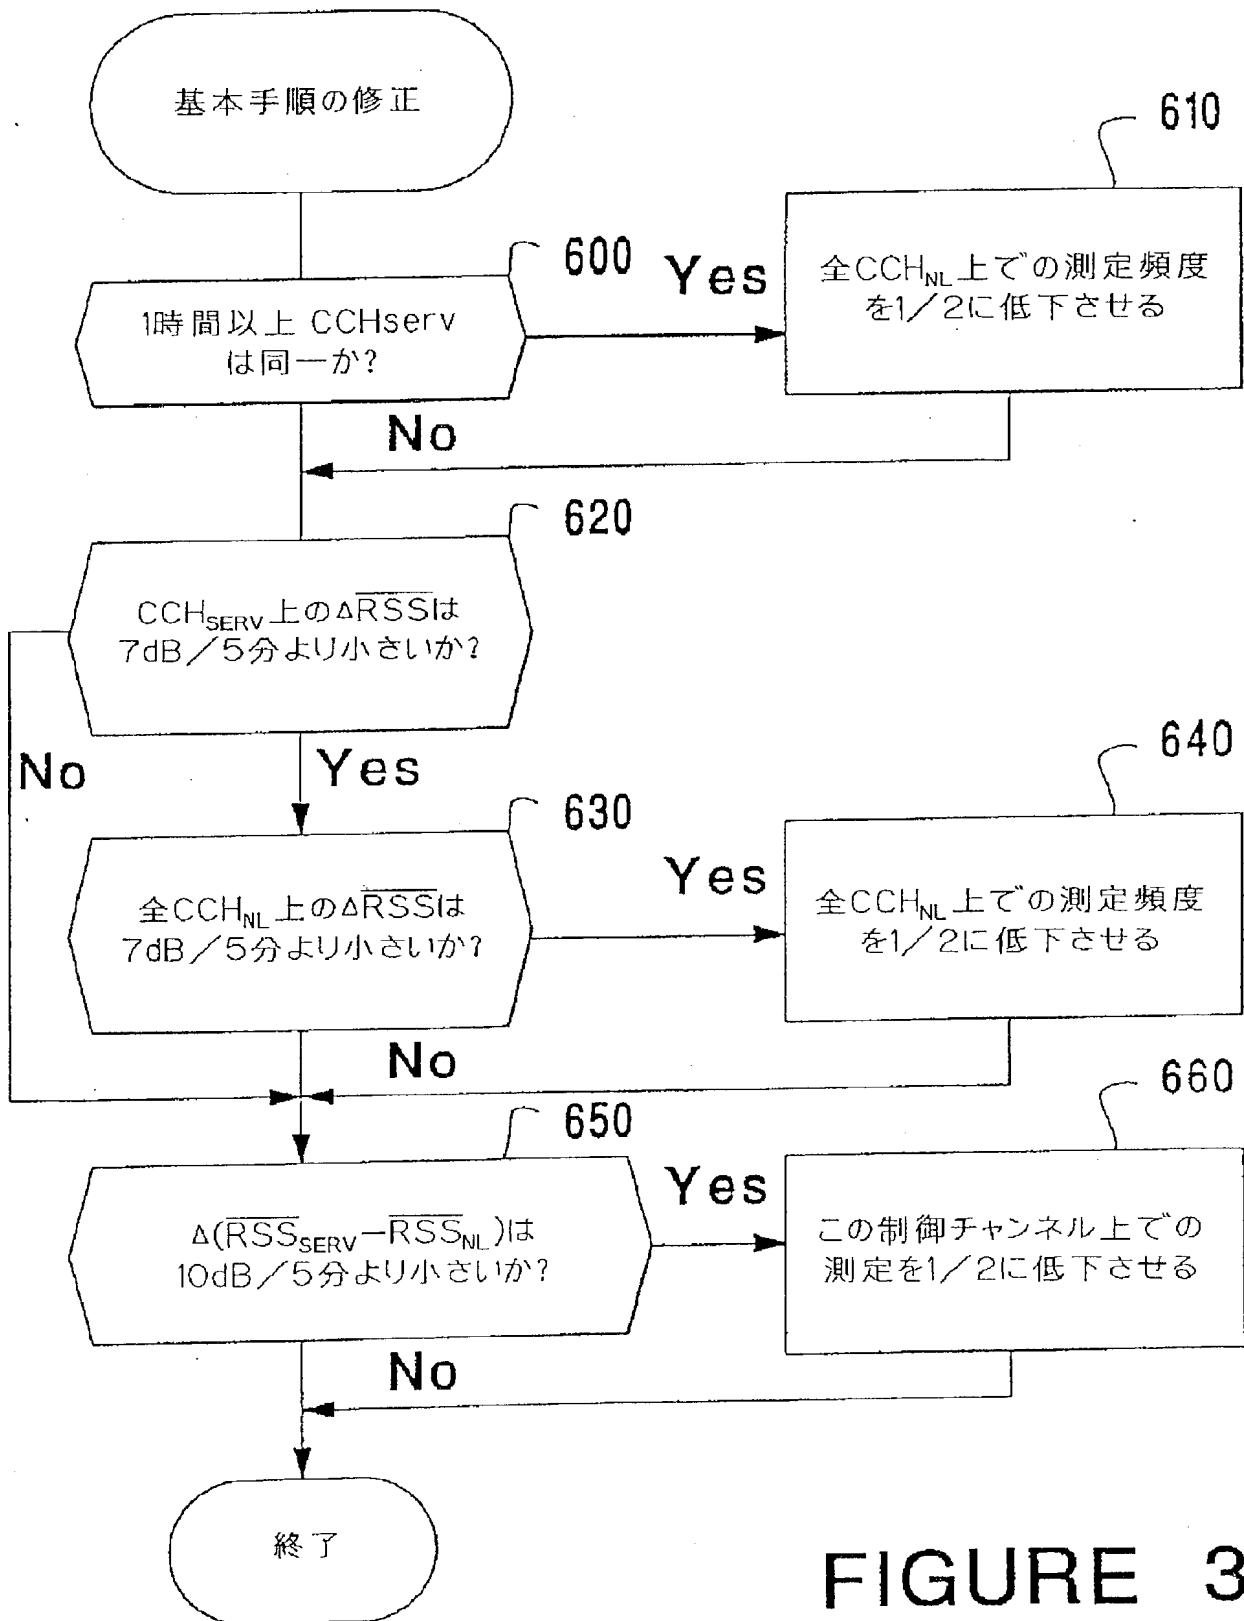 基本手順の修正
610
600
Yes
全CCH_NL上での測定頻度
を1/2に低下させる
1時間以上 CCHserv
は同一か?
No
620
CCH_SERV上のΔR̅S̅S̅は
7dB/5分より小さいか?
No
Yes
640
630
Yes
全CCH_NL上のΔR̅S̅S̅は
7dB/5分より小さいか?
全CCH_NL上での測定頻度
を1/2に低下させる
No
660
650
Yes
Δ(R̅S̅S̅_SERV−R̅S̅S̅_NL)は
10dB/5分より小さいか?
この制御チャンネル上での
測定を1/2に低下させる
No
終了
FIGURE 3